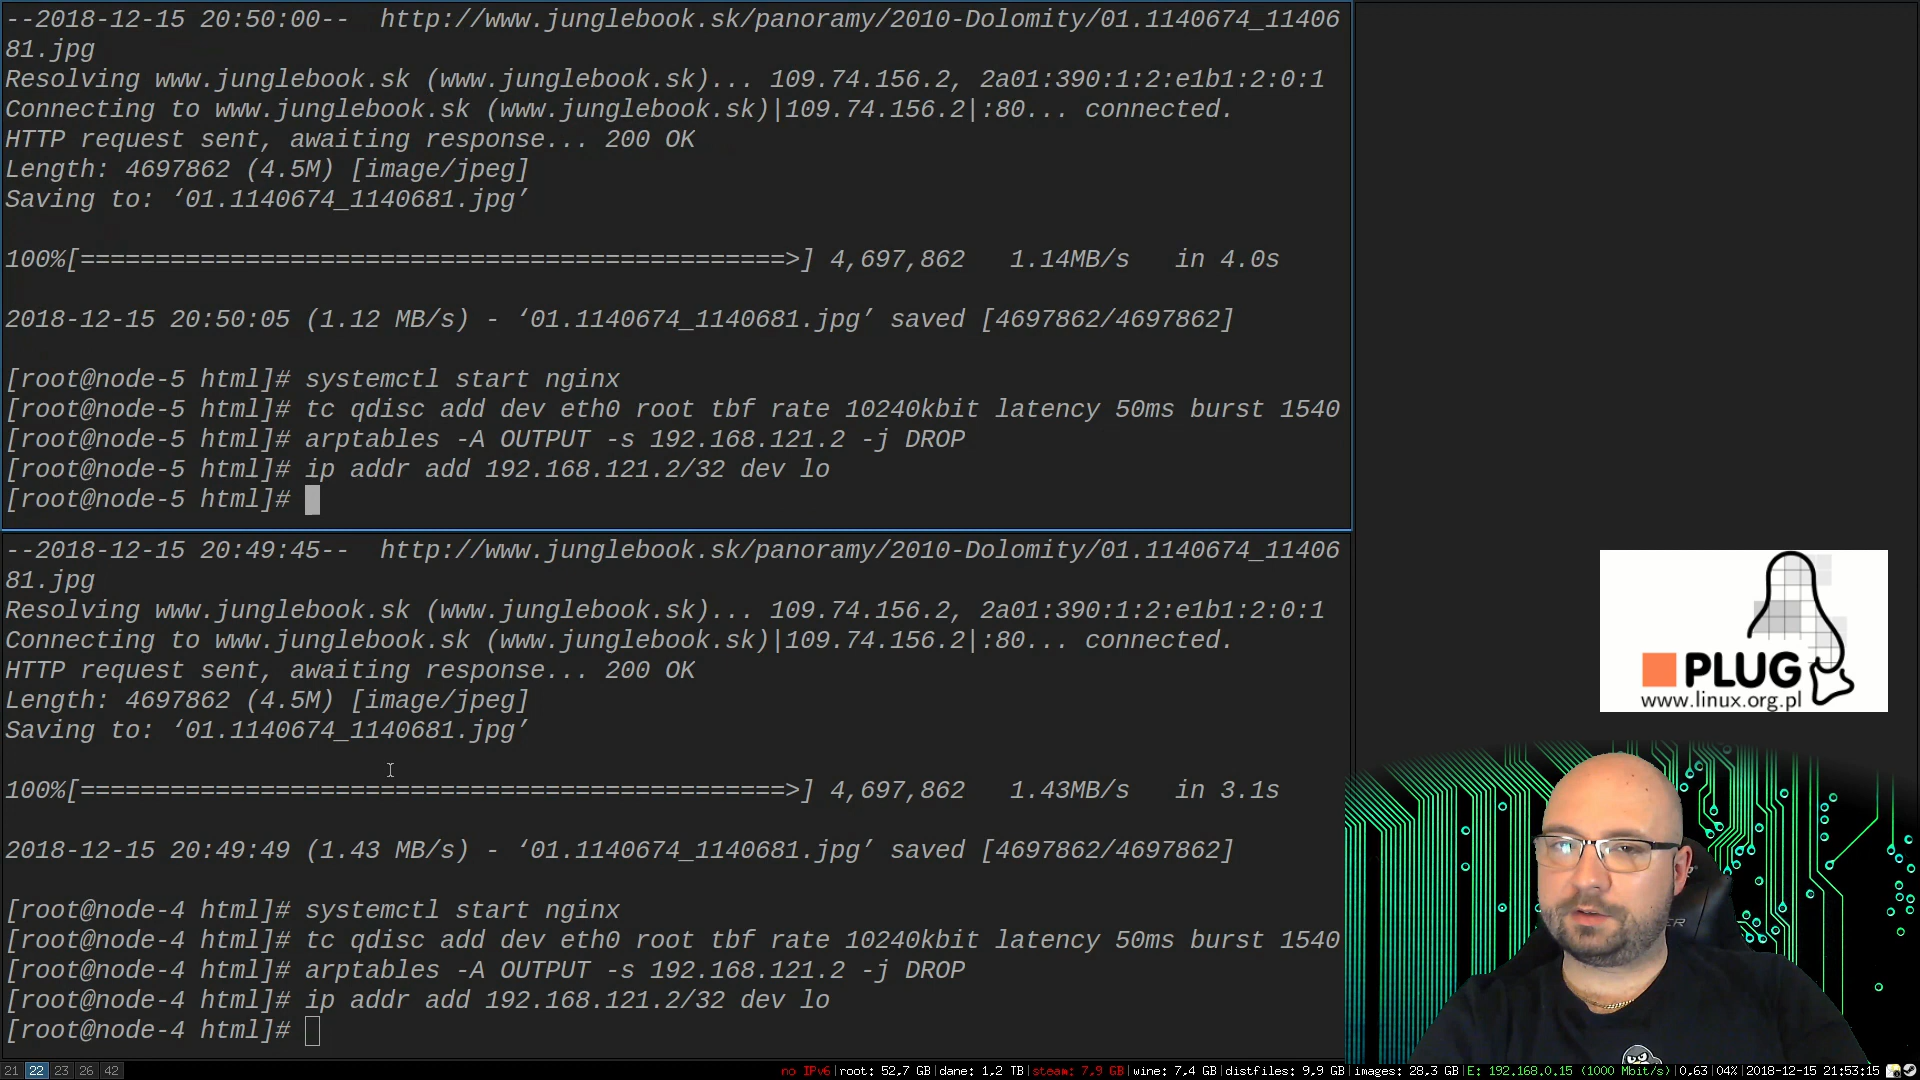 --2018-12-15 20:50:00--  http://www.junglebook.sk/panoramy/2010-Dolomity/01.1140674_11406
81.jpg
Resolving www.junglebook.sk (www.junglebook.sk)... 109.74.156.2, 2a01:390:1:2:e1b1:2:0:1
Connecting to www.junglebook.sk (www.junglebook.sk)|109.74.156.2|:80... connected.
HTTP request sent, awaiting response... 200 OK
Length: 4697862 (4.5M) [image/jpeg]
Saving to: ‘01.1140674_1140681.jpg’
100%[===============================================>] 4,697,862   1.14MB/s   in 4.0s
2018-12-15 20:50:05 (1.12 MB/s) - ‘01.1140674_1140681.jpg’ saved [4697862/4697862]
[root@node-5 html]# systemctl start nginx
[root@node-5 html]# tc qdisc add dev eth0 root tbf rate 10240kbit latency 50ms burst 1540
[root@node-5 html]# arptables -A OUTPUT -s 192.168.121.2 -j DROP
[root@node-5 html]# ip addr add 192.168.121.2/32 dev lo
[root@node-5 html]#
--2018-12-15 20:49:45--  http://www.junglebook.sk/panoramy/2010-Dolomity/01.1140674_11406
81.jpg
Resolving www.junglebook.sk (www.junglebook.sk)... 109.74.156.2, 2a01:390:1:2:e1b1:2:0:1
Connecting to www.junglebook.sk (www.junglebook.sk)|109.74.156.2|:80... connected.
HTTP request sent, awaiting response... 200 OK
Length: 4697862 (4.5M) [image/jpeg]
Saving to: ‘01.1140674_1140681.jpg’
100%[===============================================>] 4,697,862   1.43MB/s   in 3.1s
2018-12-15 20:49:49 (1.43 MB/s) - ‘01.1140674_1140681.jpg’ saved [4697862/4697862]
[root@node-4 html]# systemctl start nginx
[root@node-4 html]# tc qdisc add dev eth0 root tbf rate 10240kbit latency 50ms burst 1540
[root@node-4 html]# arptables -A OUTPUT -s 192.168.121.2 -j DROP
[root@node-4 html]# ip addr add 192.168.121.2/32 dev lo
[root@node-4 html]#
PLUG
www.linux.org.pl
21 22 23 26 42
no IPv6|root: 52,7 GB|dane: 1,2 TB|steam: 7,9 GB|wine: 7,4 GB|distfiles: 9,9 GB|images: 28,3 GB|E: 192.168.0.15 (1000 Mbit/s)|0,63|04%|2018-12-15 21:53:15